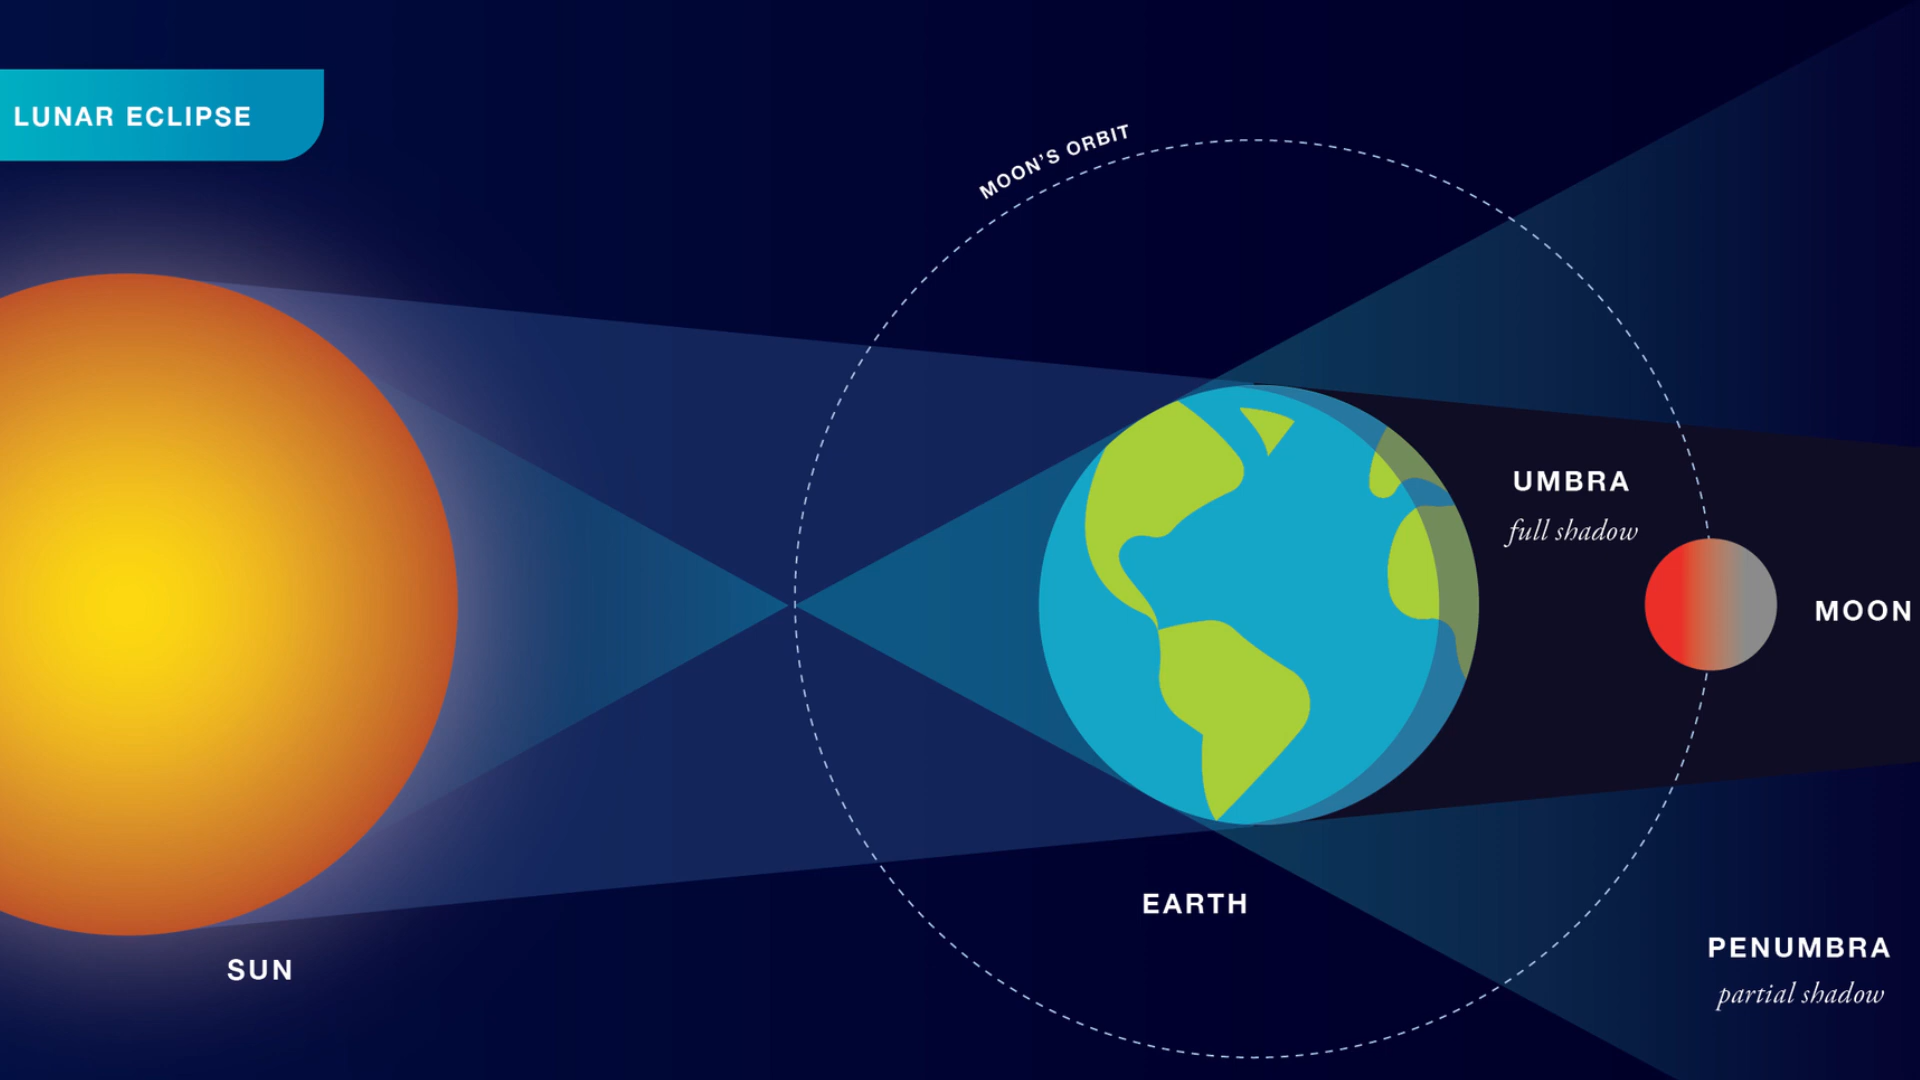 LUNAR ECLIPSE
MOON'S ORBIT
UMBRA
full shadow
MOON
EARTH
SUN
PENUMBRA
partial shadow